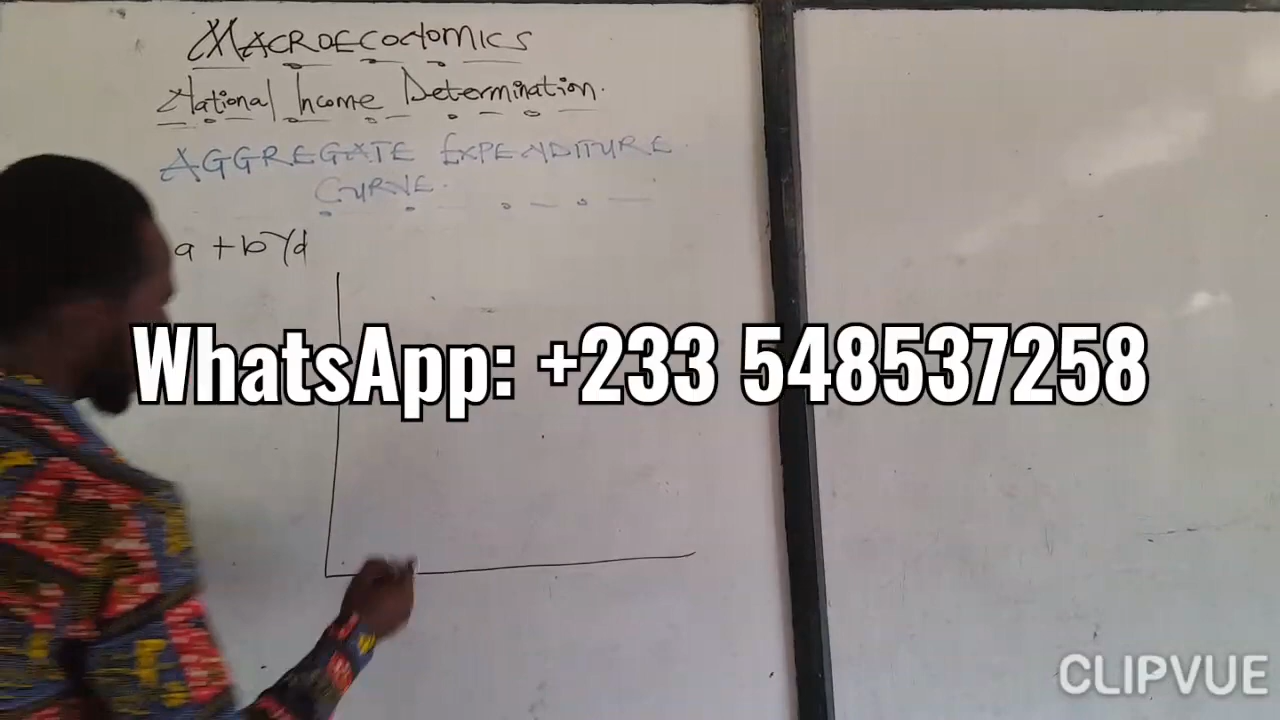 MACROECONOMICS
National Income Determination.
AGGREGATE EXPENDITURE
CURVE.
a + bYd
WhatsApp: +233 548537258
CLIPVUE